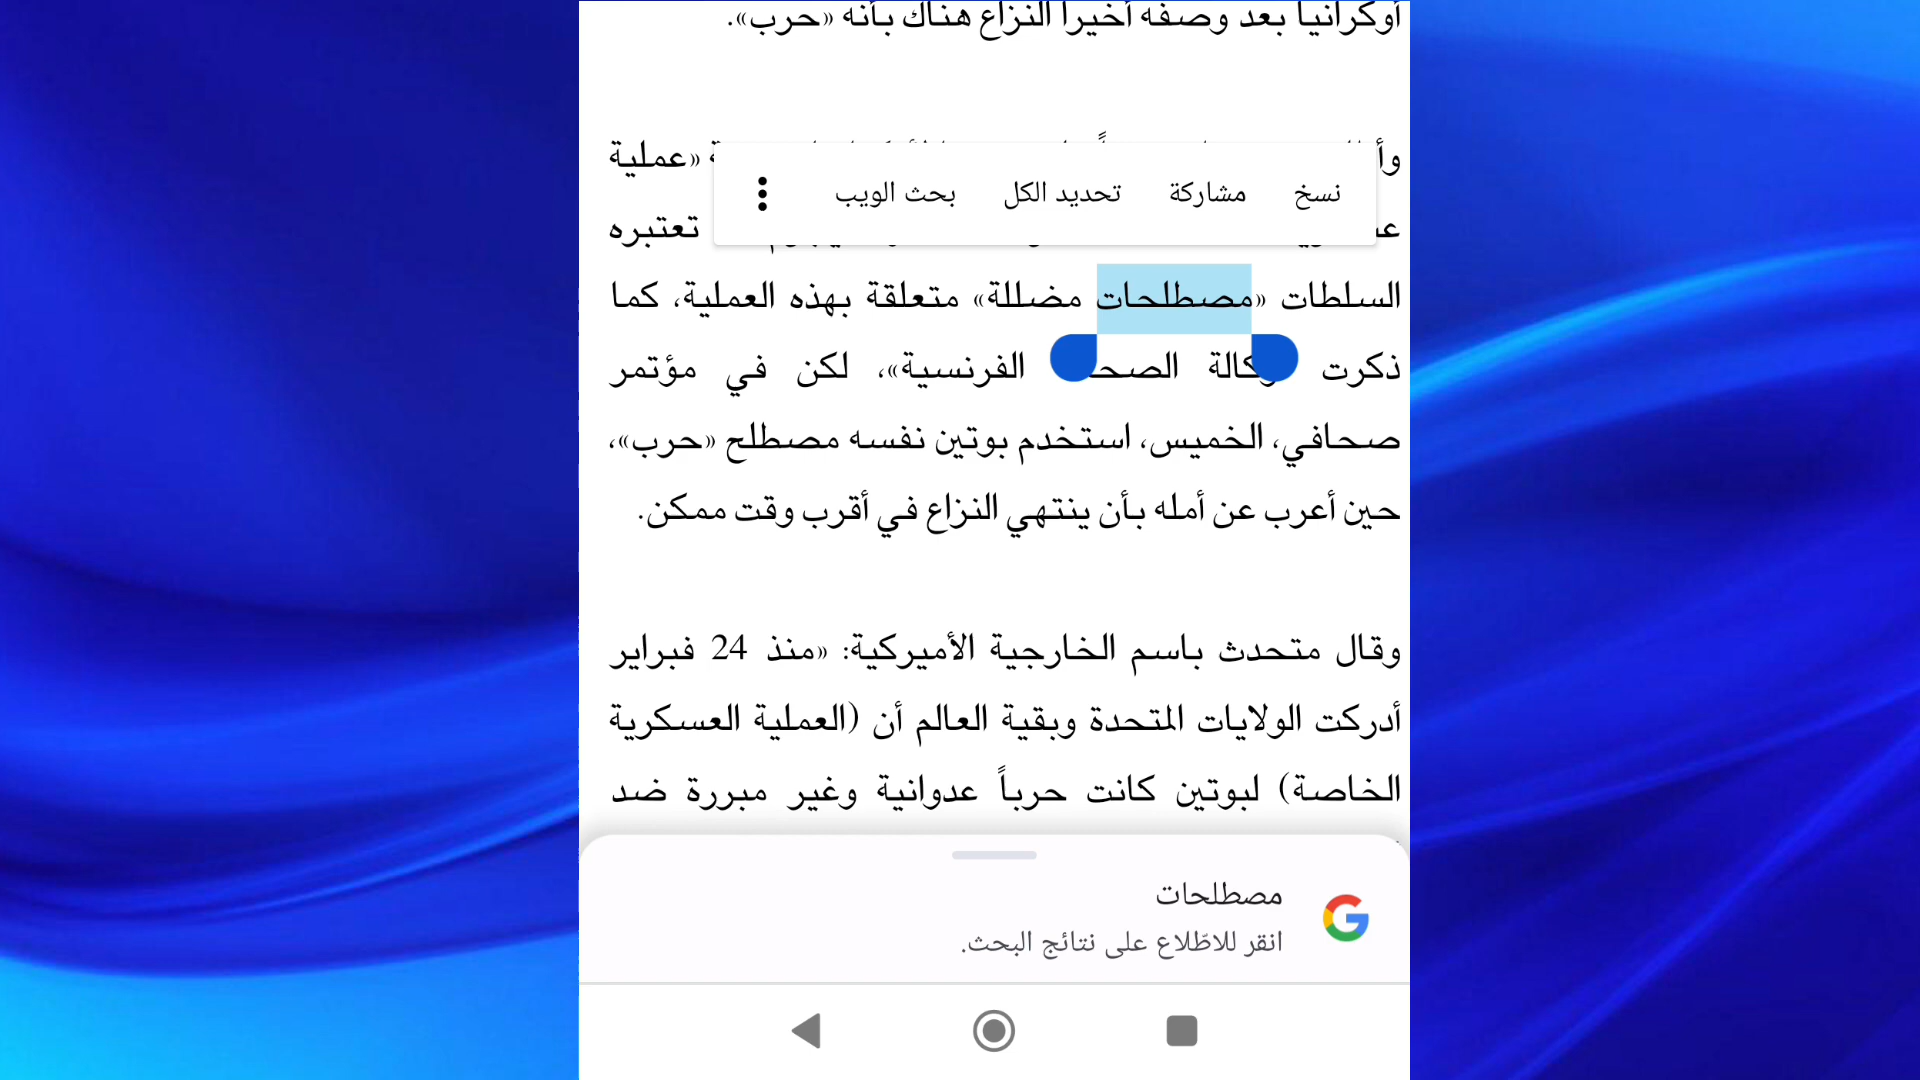 أوكرانيا بعد وصفه أخيراً النزاع هناك بأنه «حرب».
«عملية
نسخ مشاركة تحديد الكل بحث الويب
تعتبره
السلطات «مصطلحات مضللة» متعلقة بهذه العملية، كما
ذكرت الفرنسية»، لكن في مؤتمر
صحافي، الخميس، استخدم بوتين نفسه مصطلح «حرب»،
حين أعرب عن أمله بأن ينتهي النزاع في أقرب وقت ممكن.
وقال متحدث باسم الخارجية الأميركية: «منذ 24 فبراير
أدركت الولايات المتحدة وبقية العالم أن (العملية العسكرية
الخاصة) لبوتين كانت حرباً عدوانية وغير مبررة ضد
مصطلحات
انقر للاطّلاع على نتائج البحث.